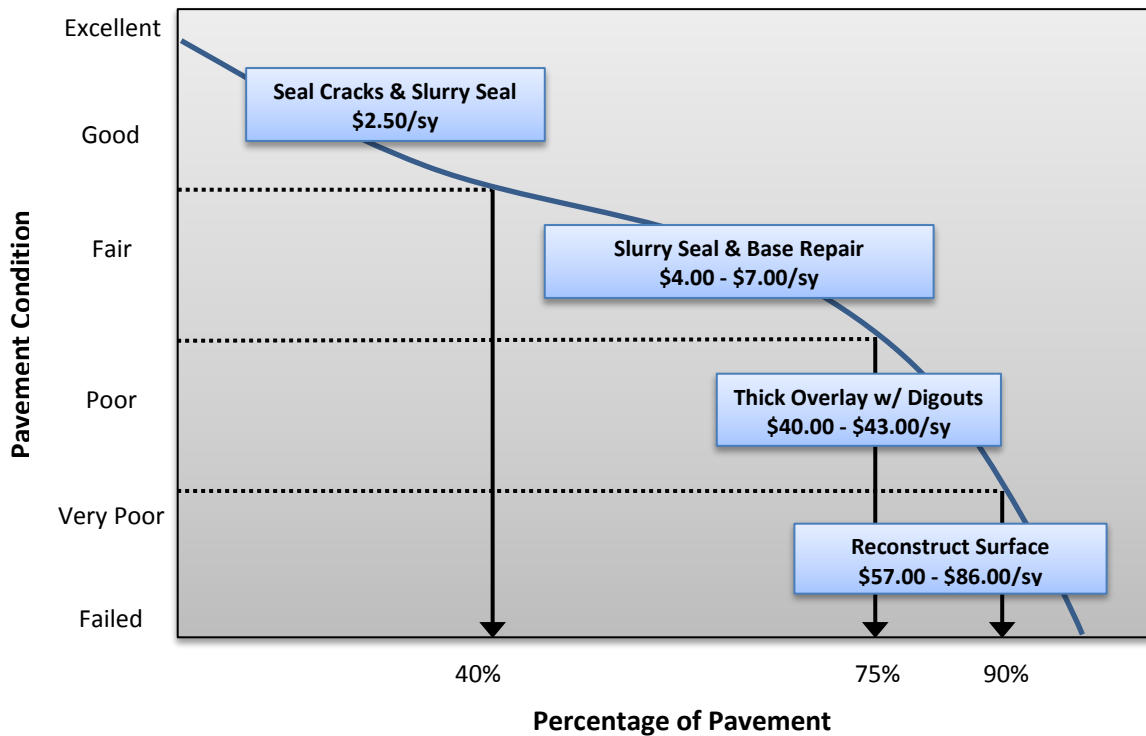 Excellent
Seal Cracks & Slurry Seal
$2.50/sy
Good
Fair
Slurry Seal & Base Repair
$4.00 - $7.00/sy
Pavement Condition
Poor
Thick Overlay w/ Digouts
$40.00 - $43.00/sy
Very Poor
Reconstruct Surface
$57.00 - $86.00/sy
Failed
40%
75%
90%
Percentage of Pavement